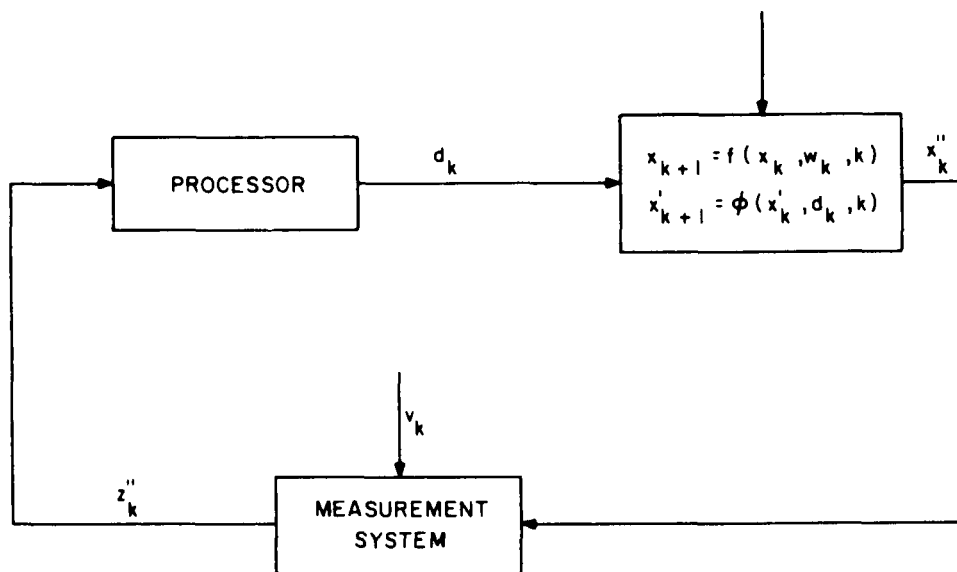 PROCESSOR
d_k
x_{k+1} = f(x_k, w_k, k)
x'_{k+1} = ϕ(x'_k, d_k, k)
x''_k
v_k
z''_k
MEASUREMENT
SYSTEM